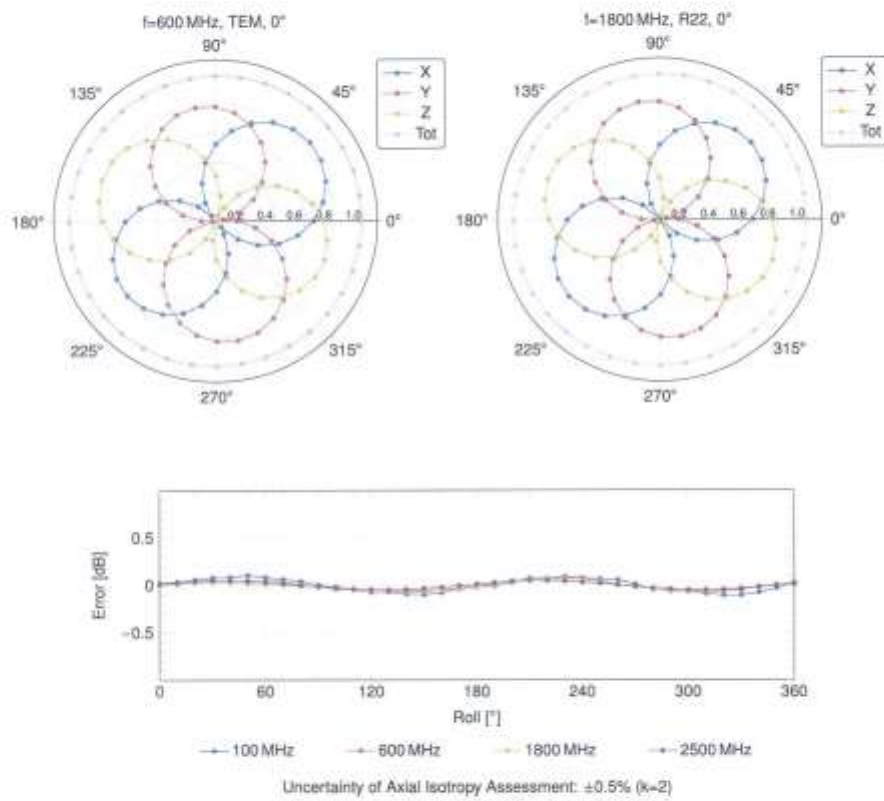 f=600 MHz, TEM, 0°
90°
135°
45°
X
Y
Z
Tot
180°
0.2 0.4 0.6 0.8 1.0
0°
225°
315°
270°
f=1800 MHz, R22, 0°
90°
135°
45°
X
Y
Z
Tot
180°
0.2 0.4 0.6 0.8 1.0
0°
225°
315°
270°
Error [dB]
0.5
0
−0.5
0 60 120 180 240 300 360
Roll [°]
100 MHz 600 MHz 1800 MHz 2500 MHz
Uncertainty of Axial Isotropy Assessment: ±0.5% (k=2)